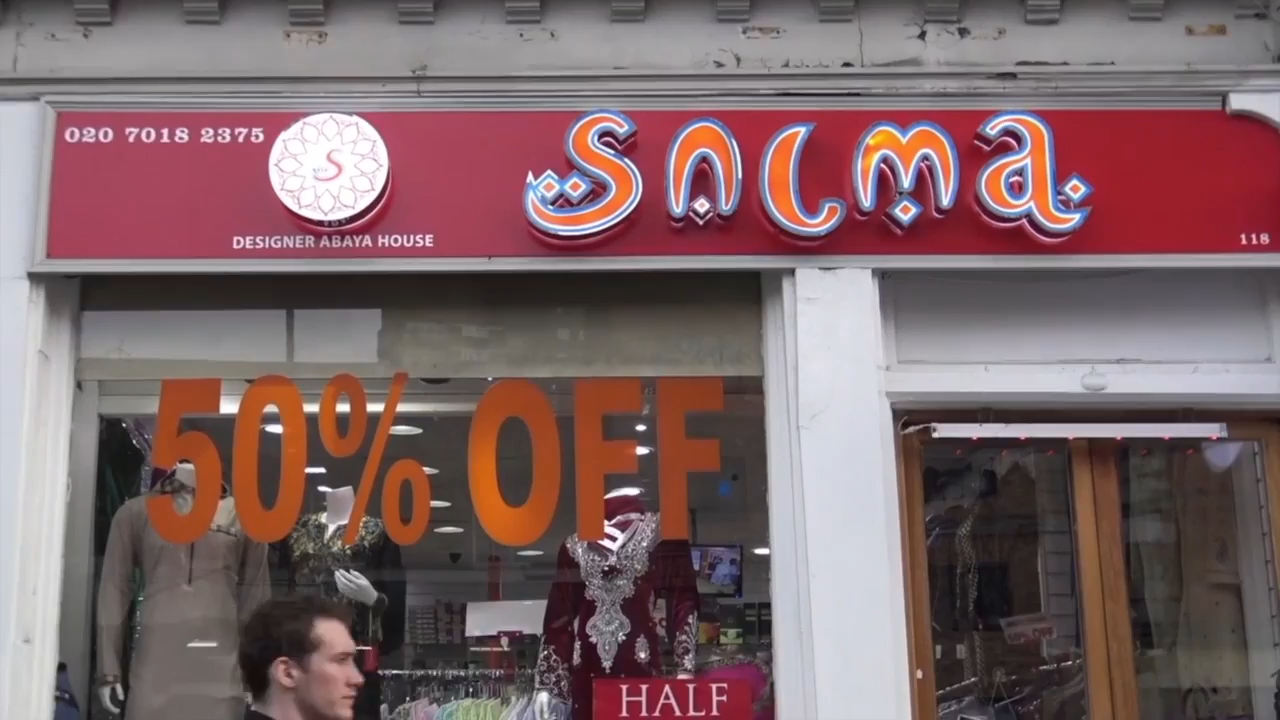 020 7018 2375
S
SALMA
DESIGNER ABAYA HOUSE
118
50% OFF
HALF